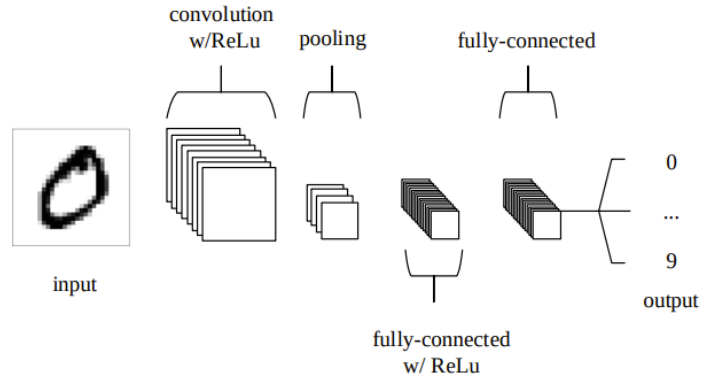 convolution
w/ReLu
pooling
fully-connected
0
...
9
input
output
fully-connected
w/ ReLu